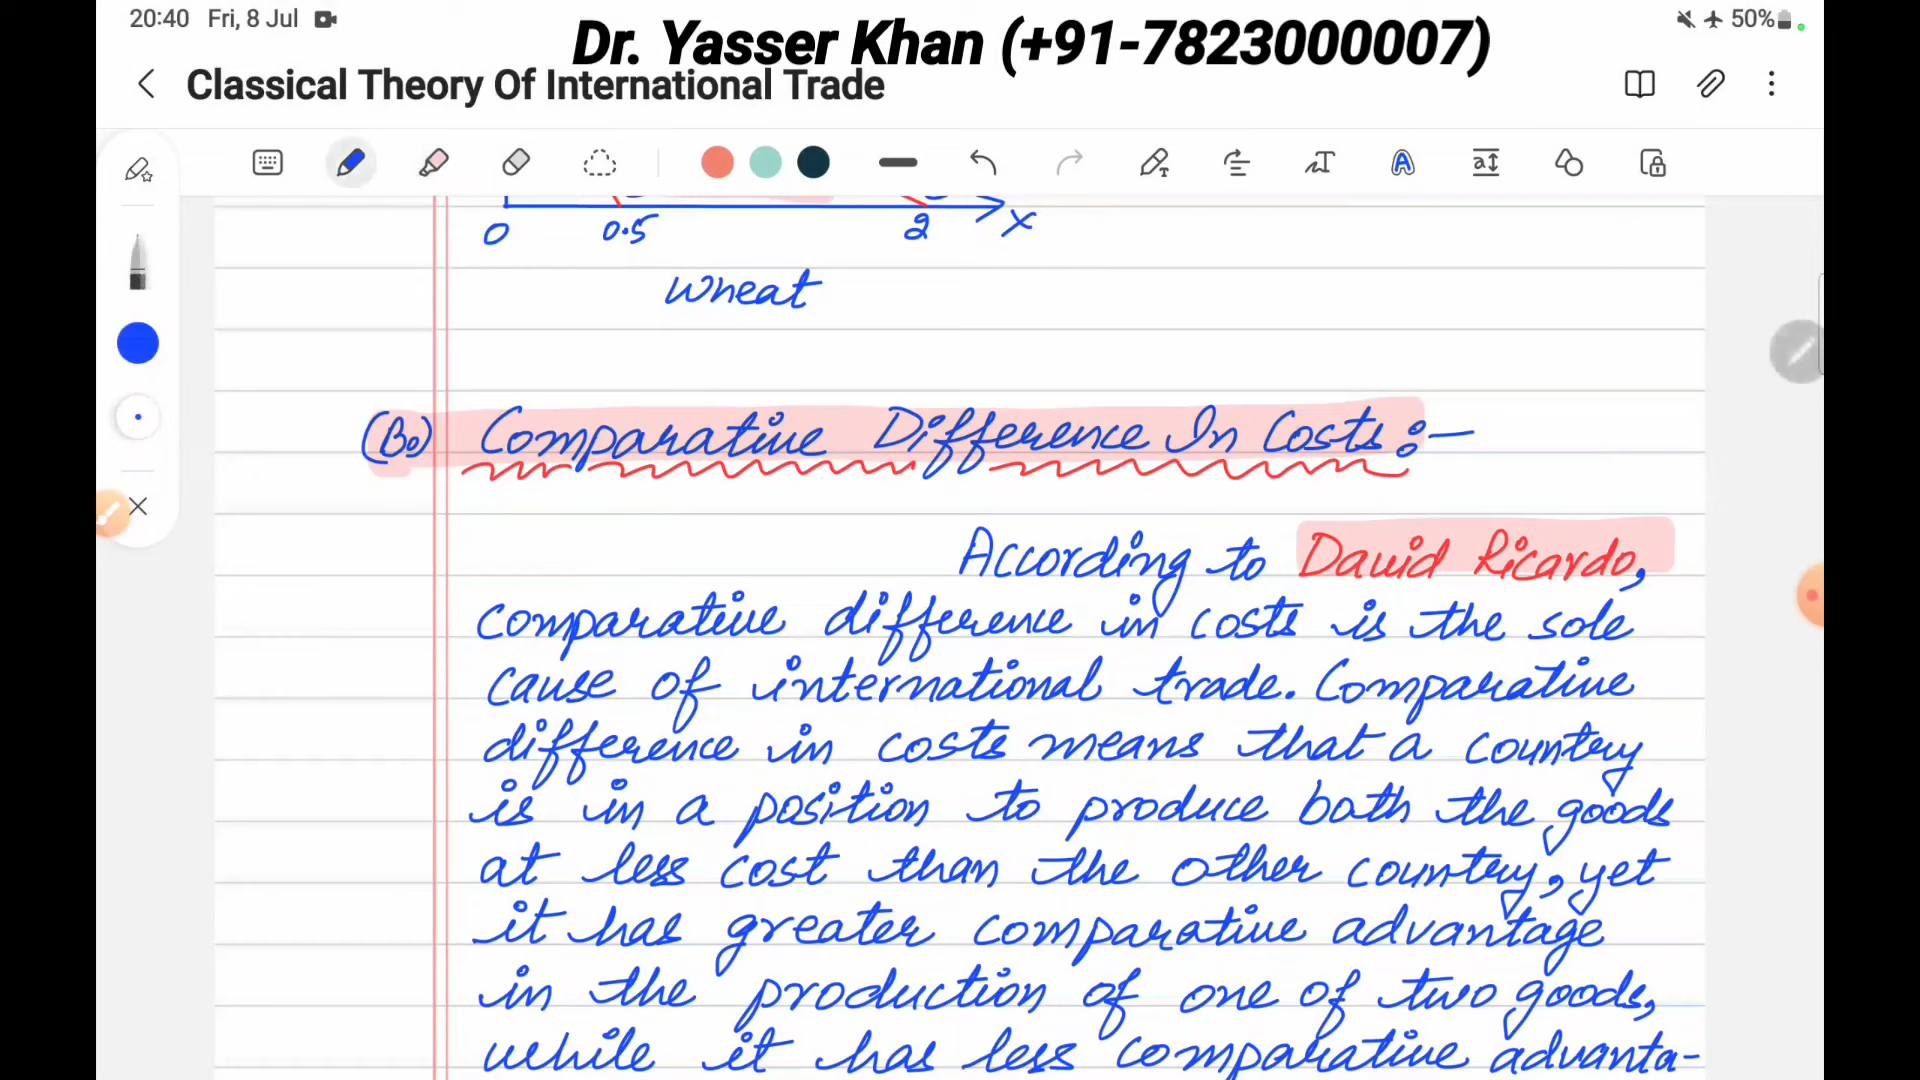 20:40 Fri, 8 Jul
50%
Dr. Yasser Khan (+91-7823000007)
Classical Theory Of International Trade
0 0.5 2 X
wheat
(B.) Comparative Difference In Costs :-
According to David Ricardo,
comparative difference in costs is the sole
cause of international trade. Comparative
difference in costs means that a country
is in a position to produce both the goods
at less cost than the other country, yet
it has greater comparative advantage
in the production of one of two goods,
while it has less comparative advanta-